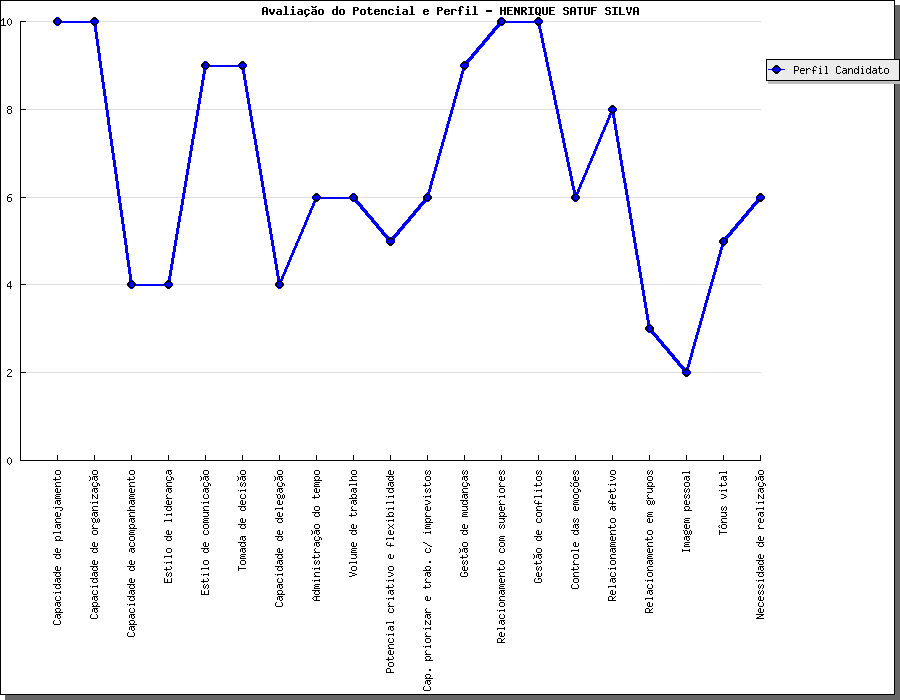 Avaliação do Potencial e Perfil - HENRIQUE SATUF SILVA
10
8
6
4
2
0
Perfil Candidato
Capacidade de planejamento
Capacidade de organização
Capacidade de acompanhamento
Estilo de liderança
Estilo de comunicação
Tomada de decisão
Capacidade de delegação
Administração do tempo
Volume de trabalho
Potencial criativo e flexibilidade
Cap. priorizar e trab. c/ imprevistos
Gestão de mudanças
Relacionamento com superiores
Gestão de conflitos
Controle das emoções
Relacionamento afetivo
Relacionamento em grupos
Imagem pessoal
Tônus vital
Necessidade de realização